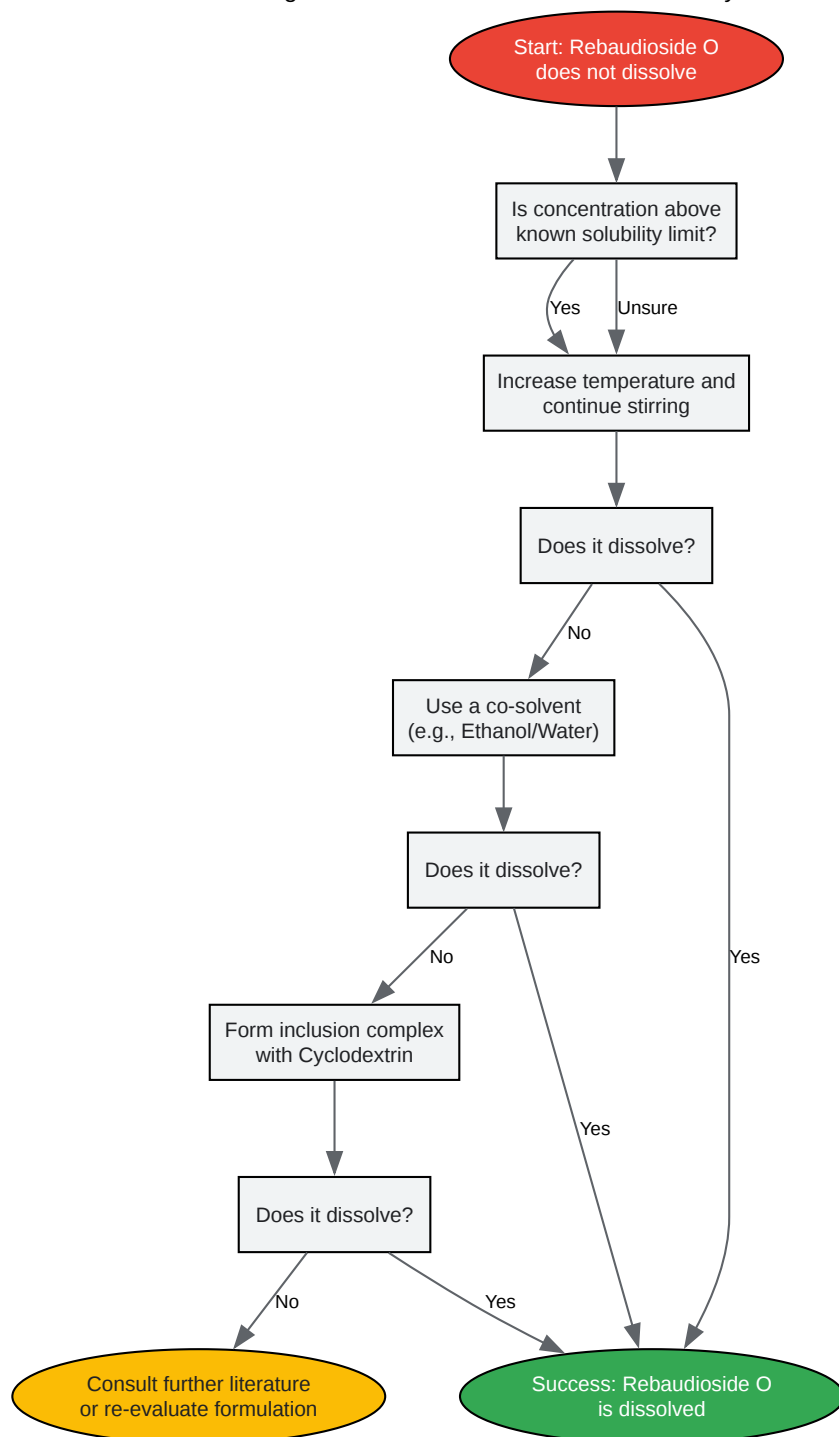 Start: Rebaudioside O
does not dissolve
Is concentration above
known solubility limit?
Yes
Unsure
Increase temperature and
continue stirring
Does it dissolve?
No
Use a co-solvent
(e.g., Ethanol/Water)
Does it dissolve?
Yes
No
Form inclusion complex
with Cyclodextrin
Yes
Does it dissolve?
No
Yes
Consult further literature
or re-evaluate formulation
Success: Rebaudioside O
is dissolved